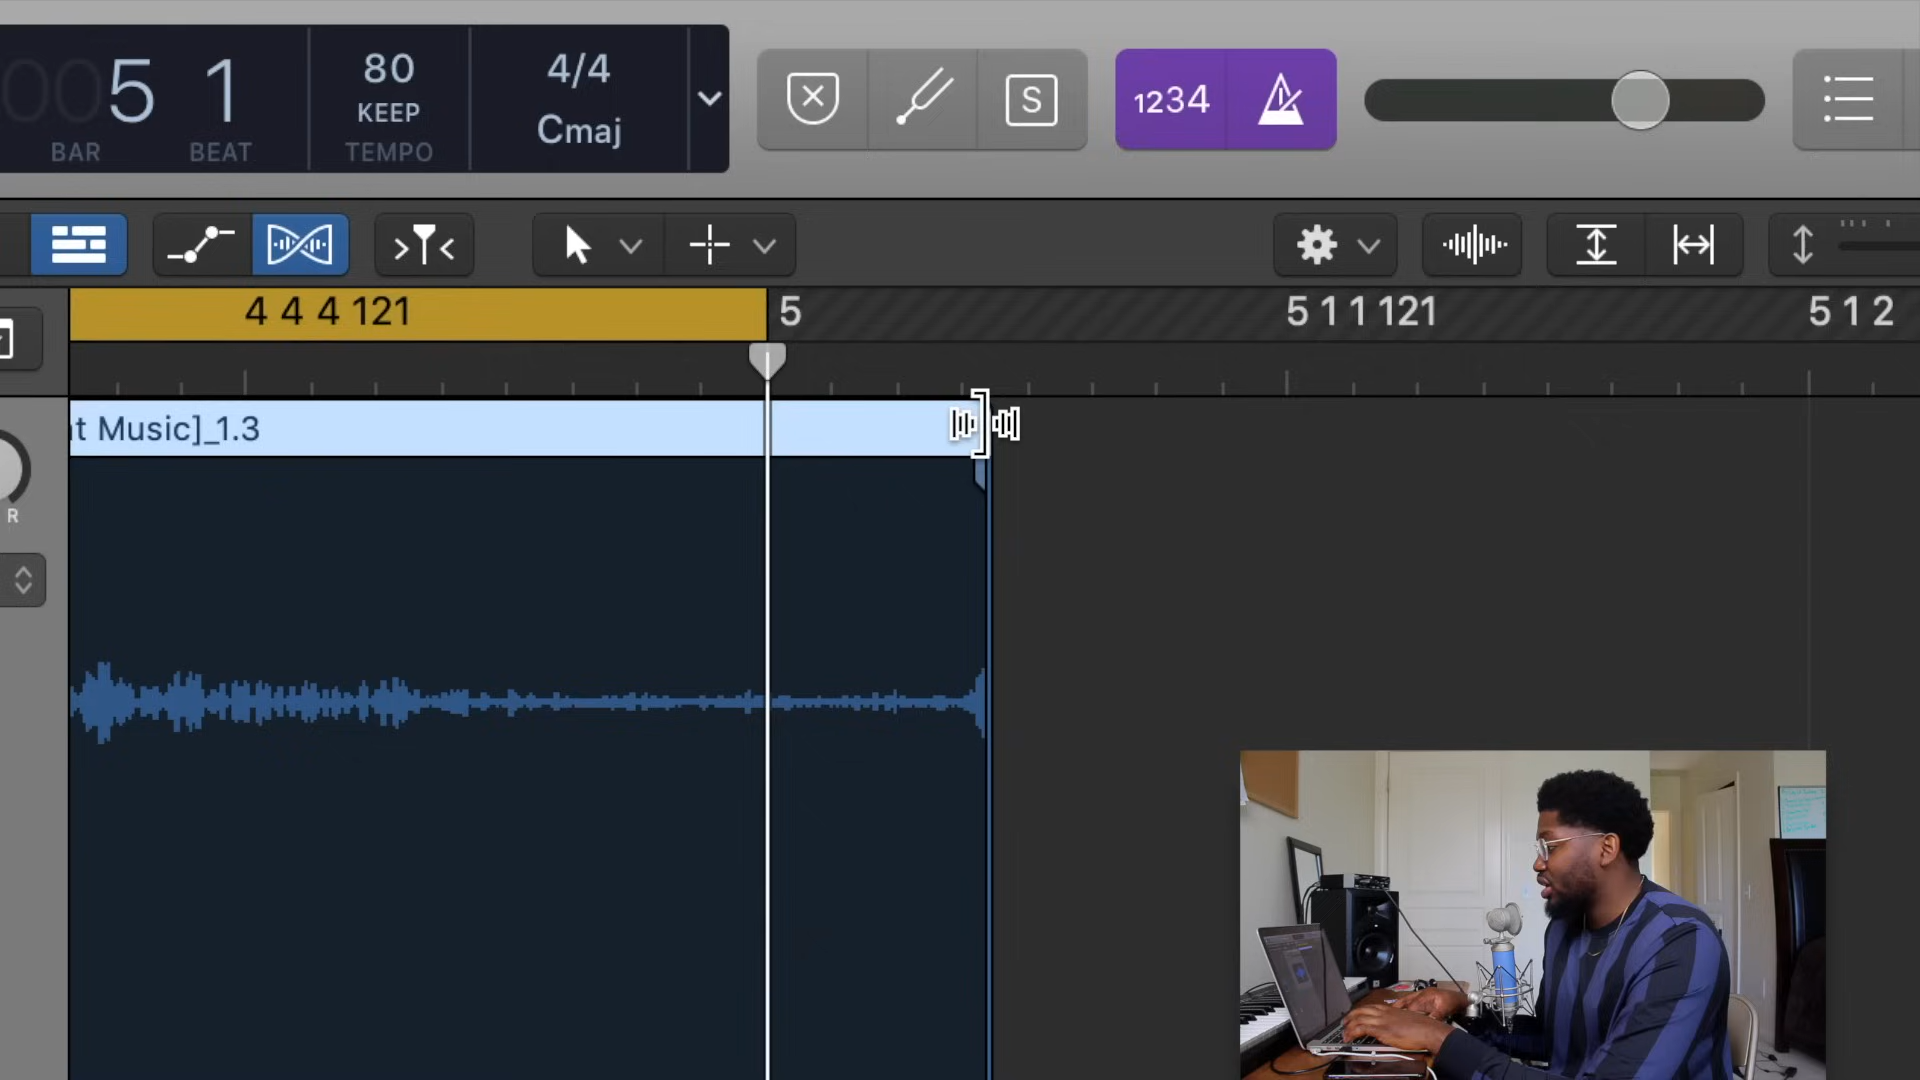 005 1
BAR BEAT
80
KEEP
TEMPO
4/4
Cmaj
S
1234
4 4 4 121
5
5 1 1 121
5 1 2
t Music]_1.3
R